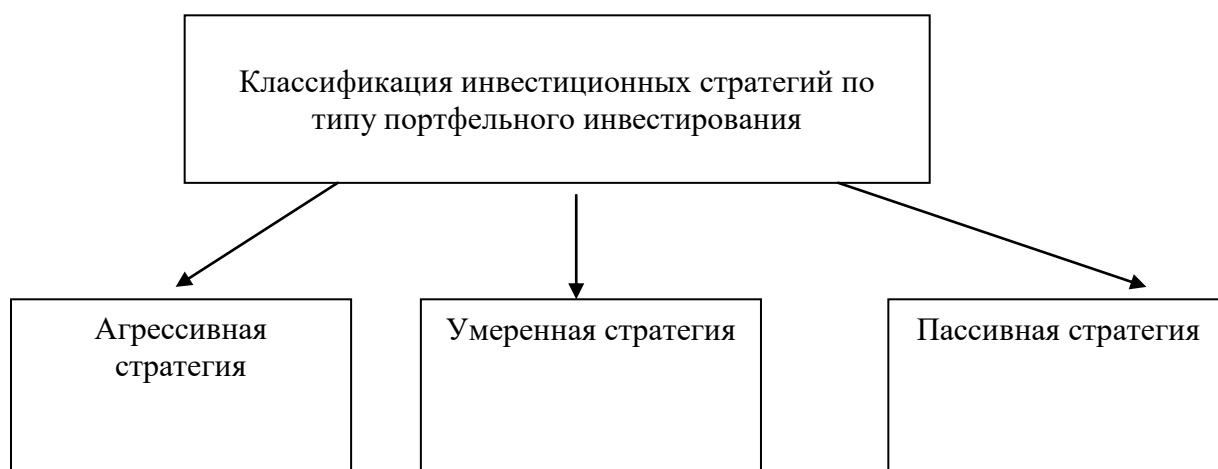 Классификация инвестиционных стратегий по
типу портфельного инвестирования
Агрессивная
стратегия
Умеренная стратегия
Пассивная стратегия